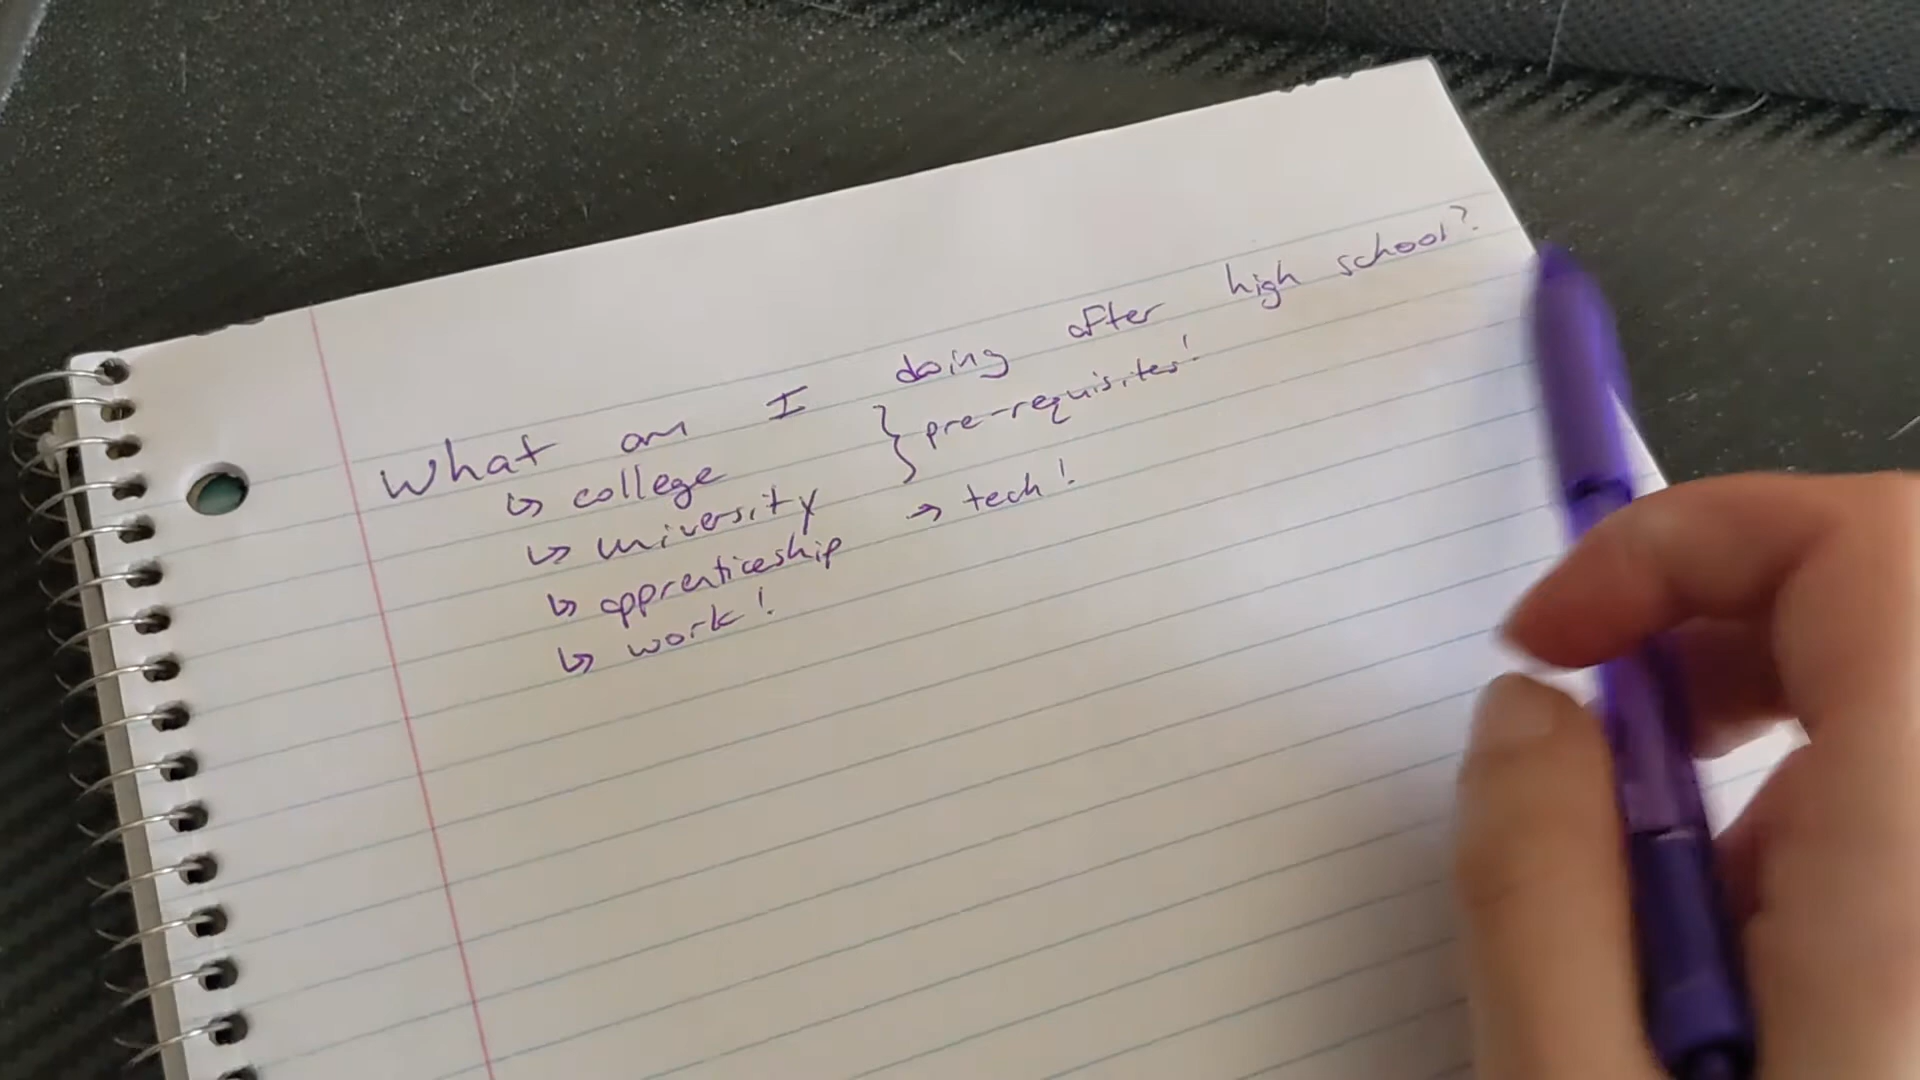 What am I doing after high school?
↳ college } pre-requisites!
↳ university
↳ apprenticeship → tech!
↳ work!